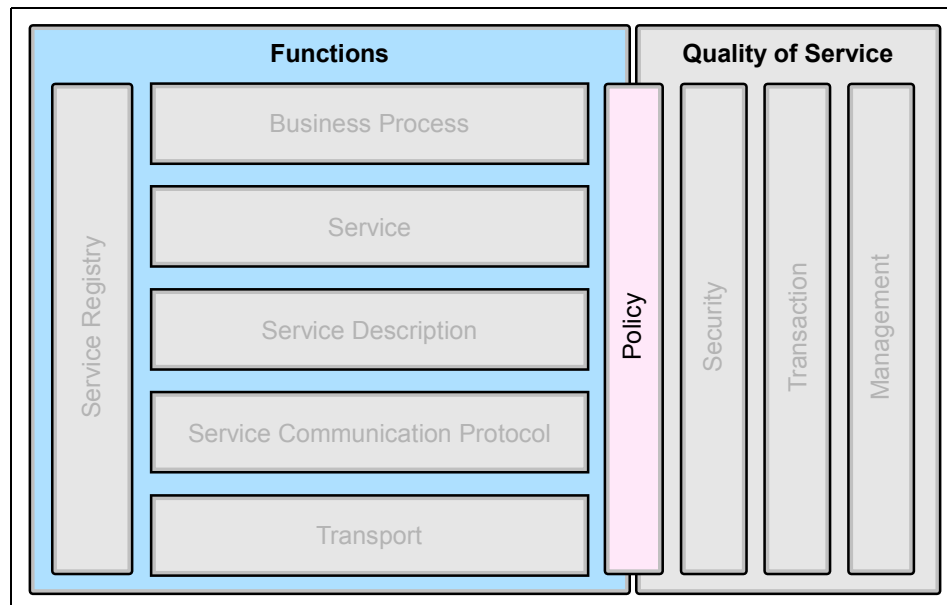 Functions
Quality of Service
Service Registry
Business Process
Service
Service Description
Service Communication Protocol
Transport
Policy
Security
Transaction
Management